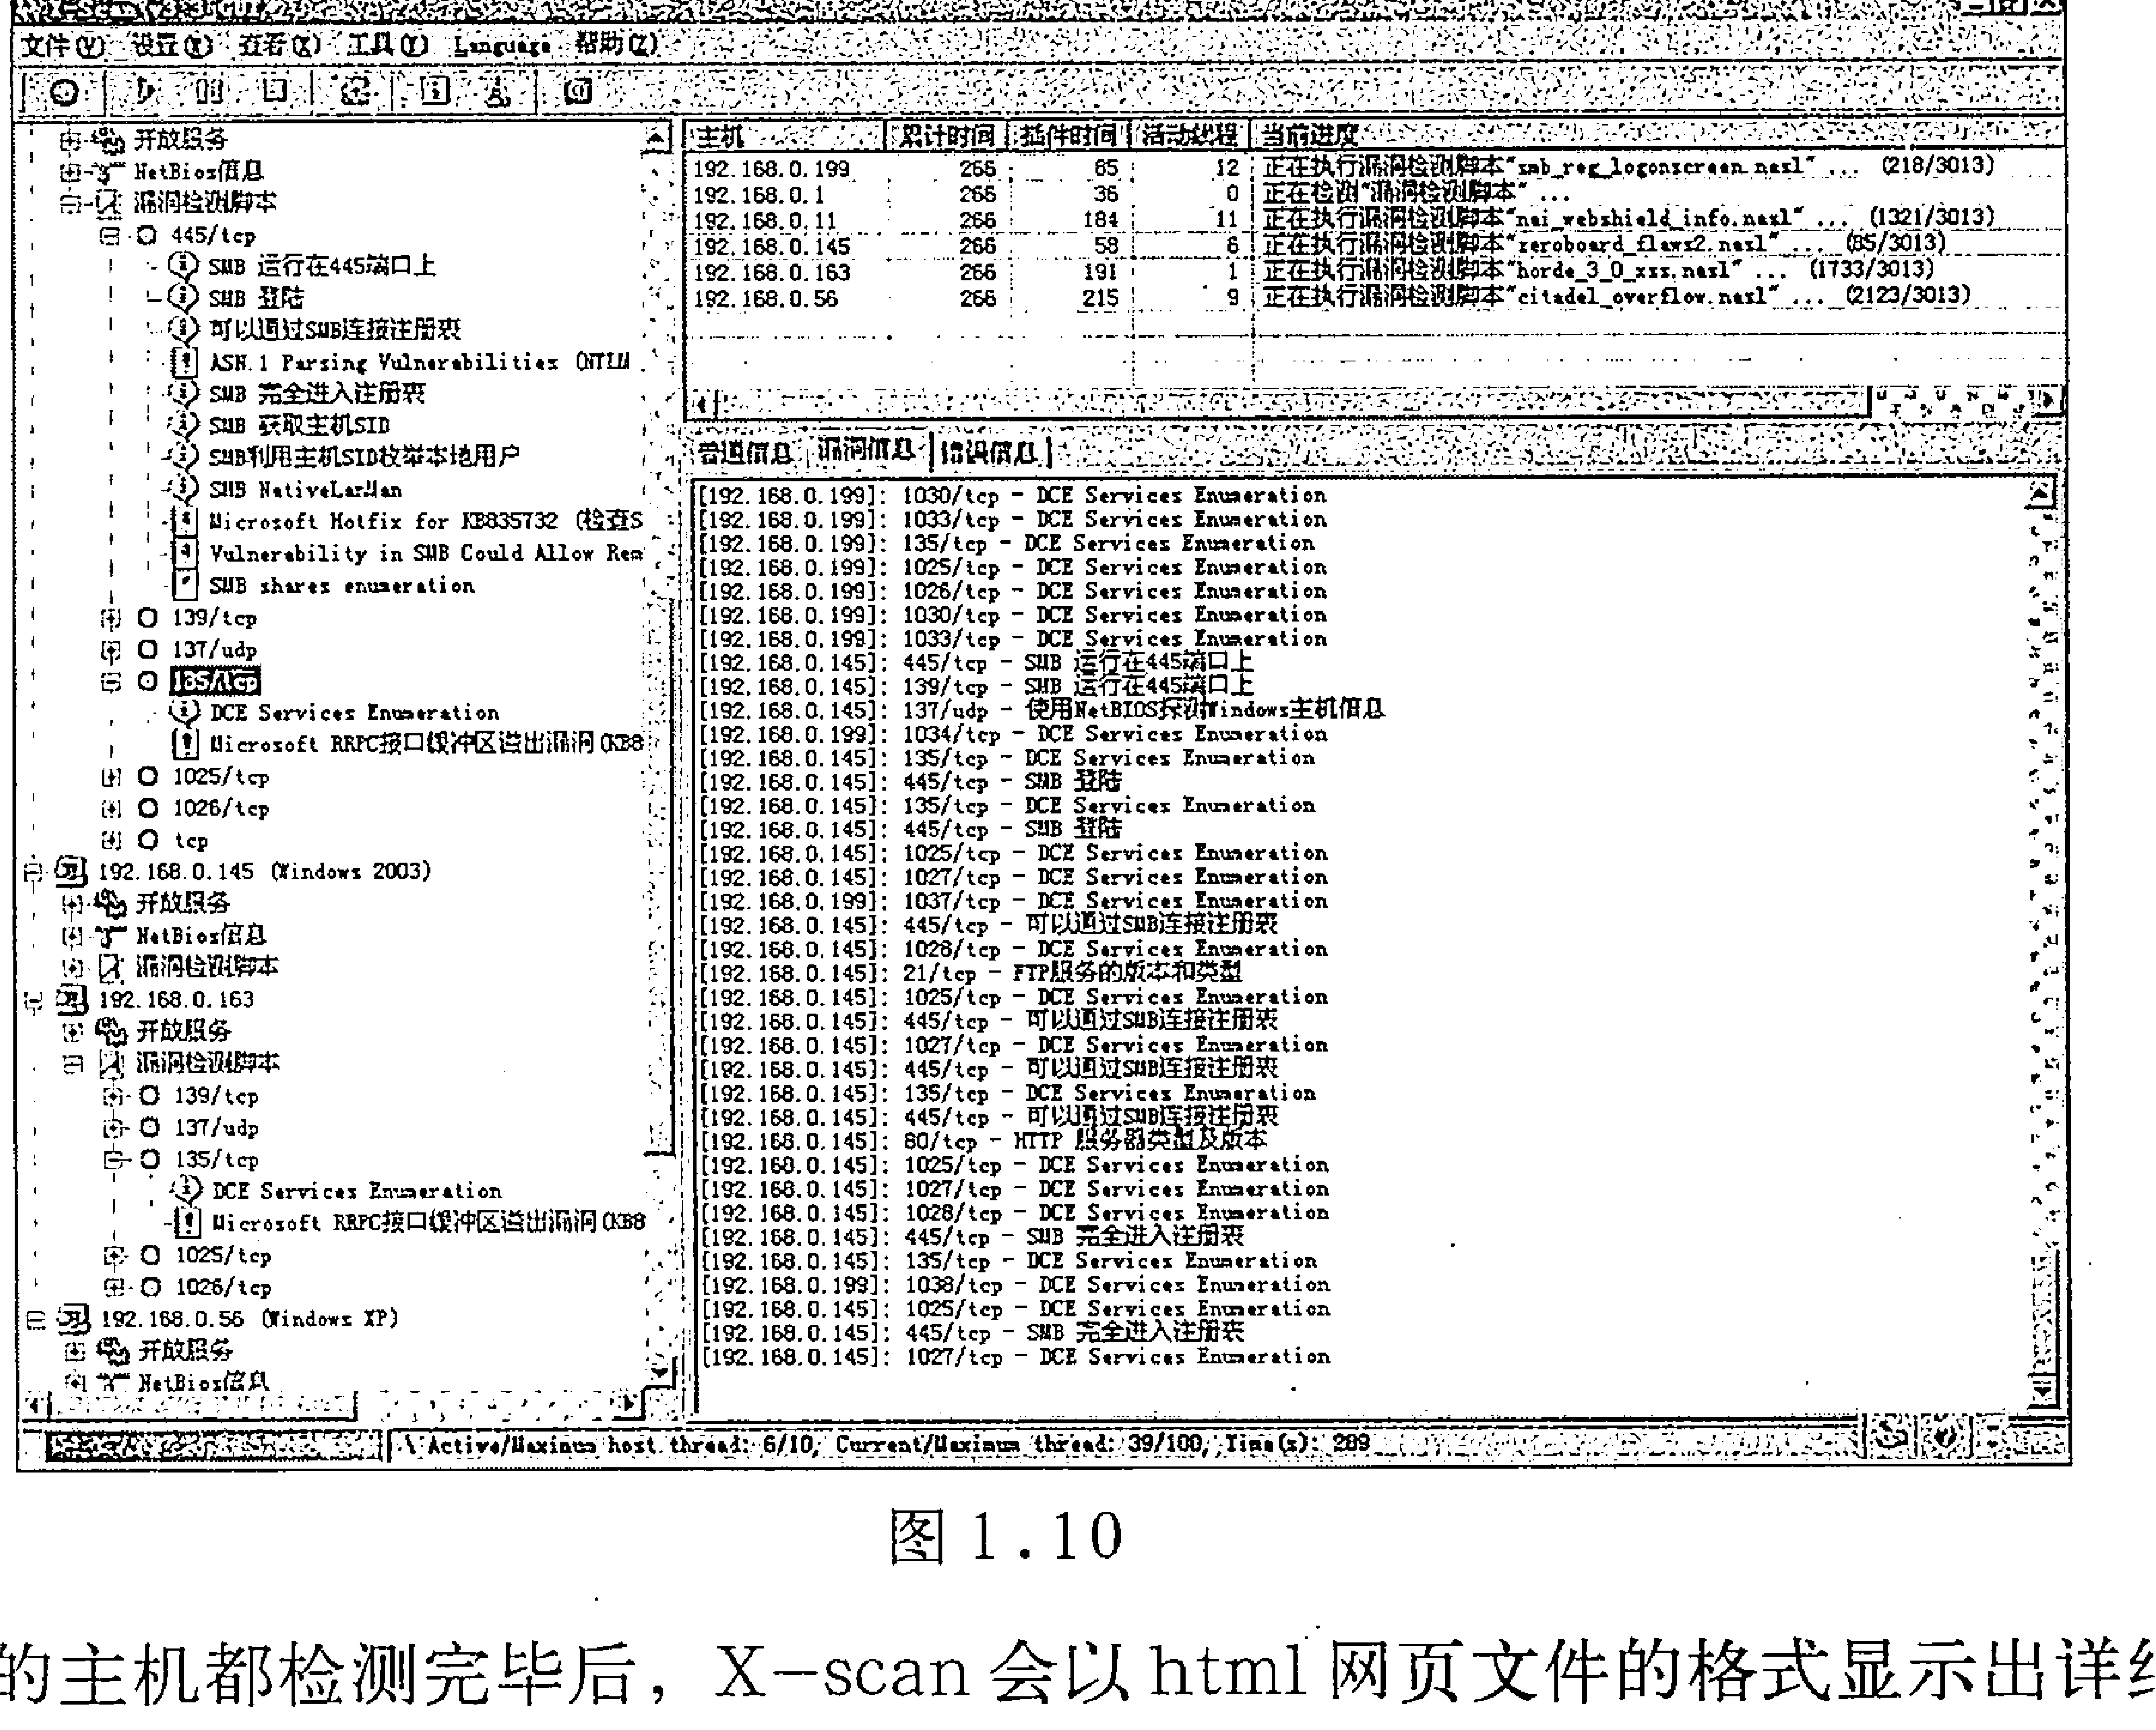 X-Scan v3.3 GUI
文件(V) 设置(W) 查看(X) 工具(Y) Language 帮助(Z)
开放服务
NetBios信息
漏洞检测脚本
445/tcp
SMB 运行在445端口上
SMB 登陆
可以通过SMB连接注册表
ASN.1 Parsing Vulnerabilities (NTLM
SMB 完全进入注册表
SMB 获取主机SID
SMB利用主机SID枚举本地用户
SMB NativeLanMan
Microsoft Hotfix for KB835732 (检查S
Vulnerability in SMB Could Allow Rem
SMB shares enumeration
139/tcp
137/udp
135/tcp
DCE Services Enumeration
Microsoft RRPC接口缓冲区溢出漏洞(KB8
1025/tcp
1026/tcp
tcp
192.168.0.145 (Windows 2003)
开放服务
NetBios信息
漏洞检测脚本
192.168.0.163
开放服务
漏洞检测脚本
139/tcp
137/udp
135/tcp
DCE Services Enumeration
Microsoft RRPC接口缓冲区溢出漏洞(KB8
1025/tcp
1026/tcp
192.168.0.56 (Windows XP)
开放服务
NetBios信息
主机 累计时间 插件时间 活动线程 当前进度
192.168.0.199 266 85 12 正在执行漏洞检测脚本"smb_reg_logonscreen.nasl" ... (218/3013)
192.168.0.1 266 36 0 正在检测"漏洞检测脚本" ...
192.168.0.11 266 184 11 正在执行漏洞检测脚本"nai_webshield_info.nasl" ... (1321/3013)
192.168.0.145 266 58 6 正在执行漏洞检测脚本"zeroboard_flaws2.nasl" ... (85/3013)
192.168.0.163 266 191 1 正在执行漏洞检测脚本"horde_3_0_xss.nasl" ... (1733/3013)
192.168.0.56 266 215 9 正在执行漏洞检测脚本"citadel_overflow.nasl" ... (2123/3013)
普通信息 漏洞信息 错误信息
[192.168.0.199]: 1030/tcp - DCE Services Enumeration
[192.168.0.199]: 1033/tcp - DCE Services Enumeration
[192.168.0.199]: 135/tcp - DCE Services Enumeration
[192.168.0.199]: 1025/tcp - DCE Services Enumeration
[192.168.0.199]: 1026/tcp - DCE Services Enumeration
[192.168.0.199]: 1030/tcp - DCE Services Enumeration
[192.168.0.199]: 1033/tcp - DCE Services Enumeration
[192.168.0.145]: 445/tcp - SMB 运行在445端口上
[192.168.0.145]: 139/tcp - SMB 运行在445端口上
[192.168.0.145]: 137/udp - 使用NetBIOS探测Windows主机信息
[192.168.0.199]: 1034/tcp - DCE Services Enumeration
[192.168.0.145]: 135/tcp - DCE Services Enumeration
[192.168.0.145]: 445/tcp - SMB 登陆
[192.168.0.145]: 135/tcp - DCE Services Enumeration
[192.168.0.145]: 445/tcp - SMB 登陆
[192.168.0.145]: 1025/tcp - DCE Services Enumeration
[192.168.0.145]: 1027/tcp - DCE Services Enumeration
[192.168.0.199]: 1037/tcp - DCE Services Enumeration
[192.168.0.145]: 445/tcp - 可以通过SMB连接注册表
[192.168.0.145]: 1028/tcp - DCE Services Enumeration
[192.168.0.145]: 21/tcp - FTP服务的版本和类型
[192.168.0.145]: 1025/tcp - DCE Services Enumeration
[192.168.0.145]: 445/tcp - 可以通过SMB连接注册表
[192.168.0.145]: 1027/tcp - DCE Services Enumeration
[192.168.0.145]: 445/tcp - 可以通过SMB连接注册表
[192.168.0.145]: 135/tcp - DCE Services Enumeration
[192.168.0.145]: 445/tcp - 可以通过SMB连接注册表
[192.168.0.145]: 80/tcp - HTTP 服务器类型及版本
[192.168.0.145]: 1025/tcp - DCE Services Enumeration
[192.168.0.145]: 1027/tcp - DCE Services Enumeration
[192.168.0.145]: 1028/tcp - DCE Services Enumeration
[192.168.0.145]: 445/tcp - SMB 完全进入注册表
[192.168.0.145]: 135/tcp - DCE Services Enumeration
[192.168.0.199]: 1038/tcp - DCE Services Enumeration
[192.168.0.145]: 1025/tcp - DCE Services Enumeration
[192.168.0.145]: 445/tcp - SMB 完全进入注册表
[192.168.0.145]: 1027/tcp - DCE Services Enumeration
Active/Maximum host thread: 6/10, Current/Maximum thread: 39/100, Time(s): 289
图 1.10
的主机都检测完毕后，X-scan 会以 html 网页文件的格式显示出详